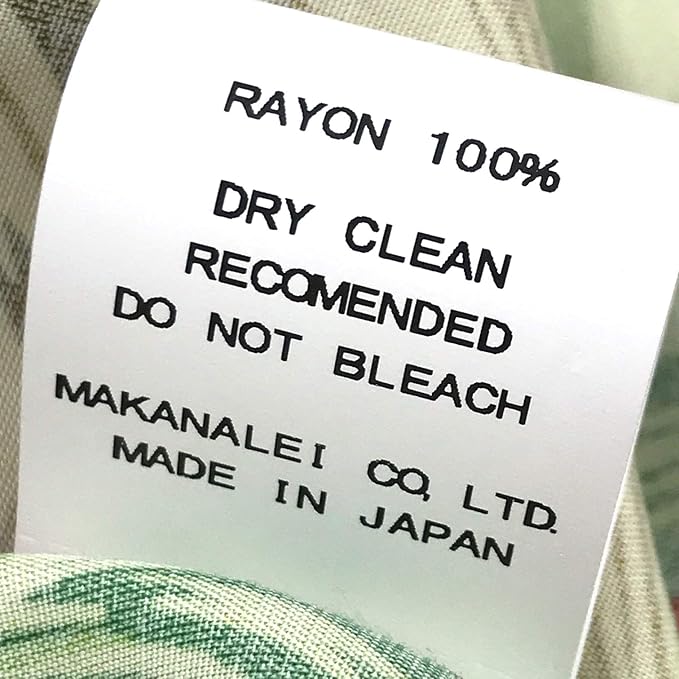 RAYON 100%
DRY CLEAN
RECOMENDED
DO NOT BLEACH
MAKANALEI CO., LTD.
MADE IN JAPAN